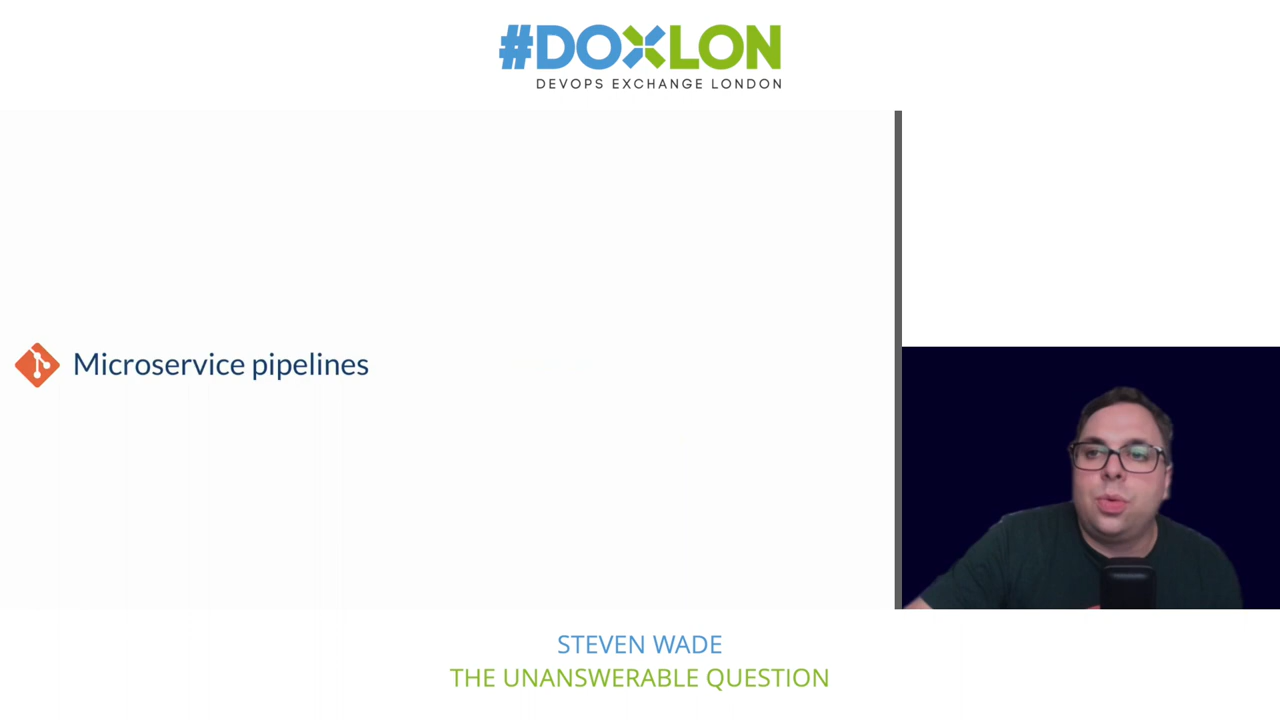 #DOXLON
DEVOPS EXCHANGE LONDON
Microservice pipelines
STEVEN WADE
THE UNANSWERABLE QUESTION